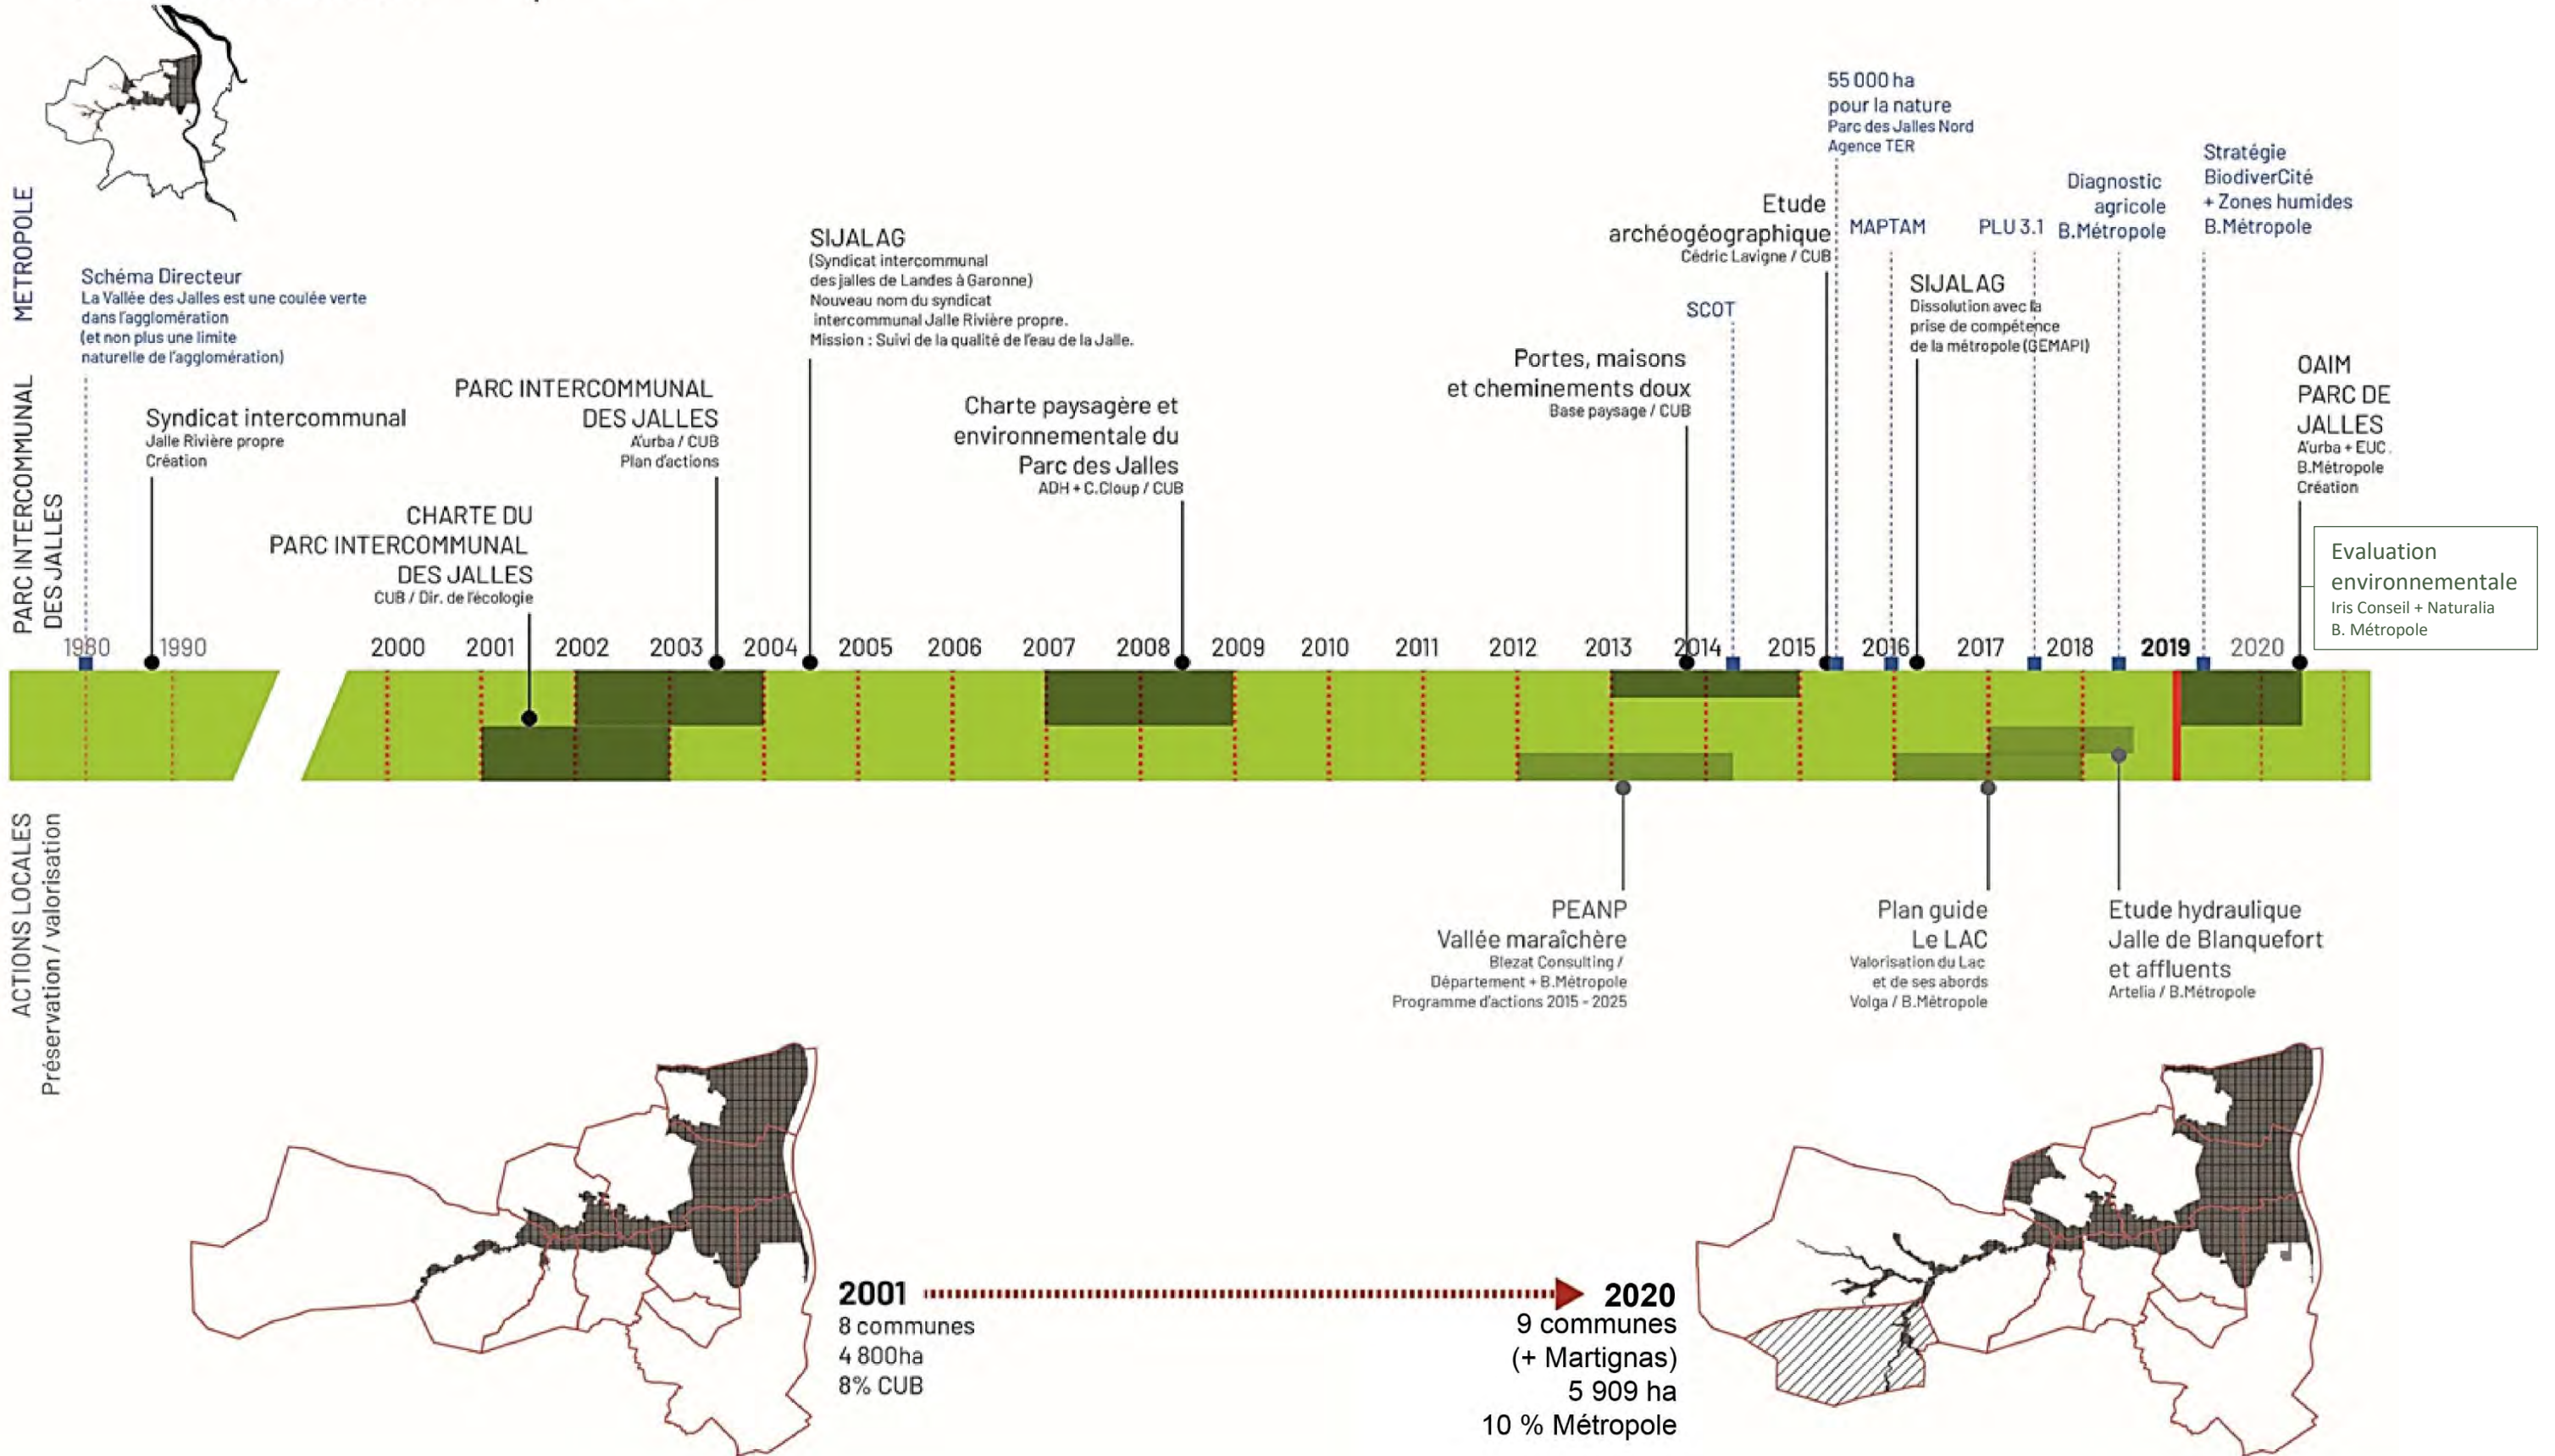 METROPOLE
PARC INTERCOMMUNAL
DES JALLES
ACTIONS LOCALES
Préservation / valorisation
Schéma Directeur
La Vallée des Jalles est une coulée verte
dans l'agglomération
(et non plus une limite
naturelle de l'agglomération)
Syndicat intercommunal
Jalle Rivière propre
Création
CHARTE DU
PARC INTERCOMMUNAL
DES JALLES
CUB / Dir. de l'écologie
PARC INTERCOMMUNAL
DES JALLES
A'urba / CUB
Plan d'actions
SIJALAG
(Syndicat intercommunal
des jalles de Landes à Garonne)
Nouveau nom du syndicat
intercommunal Jalle Rivière propre.
Mission : Suivi de la qualité de l'eau de la Jalle.
Charte paysagère et
environnementale du
Parc des Jalles
ADH + C.Cloup / CUB
Portes, maisons
et cheminements doux
Base paysage / CUB
SCOT
Etude
archéogéographique
Cédric Lavigne / CUB
55 000 ha
pour la nature
Parc des Jalles Nord
Agence TER
MAPTAM
SIJALAG
Dissolution avec la
prise de compétence
de la métropole (GEMAPI)
PLU 3.1
Diagnostic
agricole
B.Métropole
Stratégie
BiodiverCité
+ Zones humides
B.Métropole
OAIM
PARC DE
JALLES
A'urba + EUC.
B.Métropole
Création
Evaluation
environnementale
Iris Conseil + Naturalia
B. Métropole
1980 1990 2000 2001 2002 2003 2004 2005 2006 2007 2008 2009 2010 2011 2012 2013 2014 2015 2016 2017 2018 2019 2020
PEANP
Vallée maraîchère
Blezat Consulting /
Département + B.Métropole
Programme d'actions 2015 - 2025
Plan guide
Le LAC
Valorisation du Lac
et de ses abords
Volga / B.Métropole
Etude hydraulique
Jalle de Blanquefort
et affluents
Artelia / B.Métropole
2001
8 communes
4 800ha
8% CUB
2020
9 communes
(+ Martignas)
5 909 ha
10 % Métropole